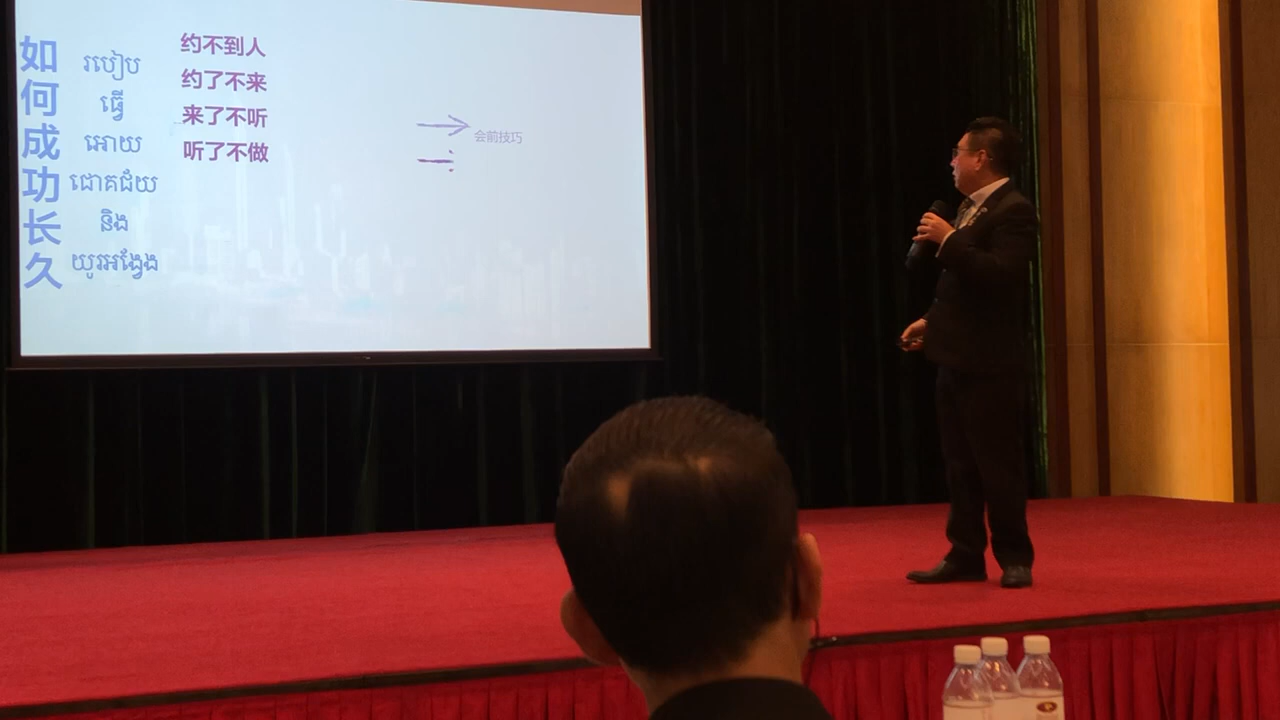 如何成功长久
របៀប
ធ្វើ
អោយ
ជោគជ័យ
និង
យូរអង្វែង
约不到人
约了不来
来了不听
听了不做
会前技巧